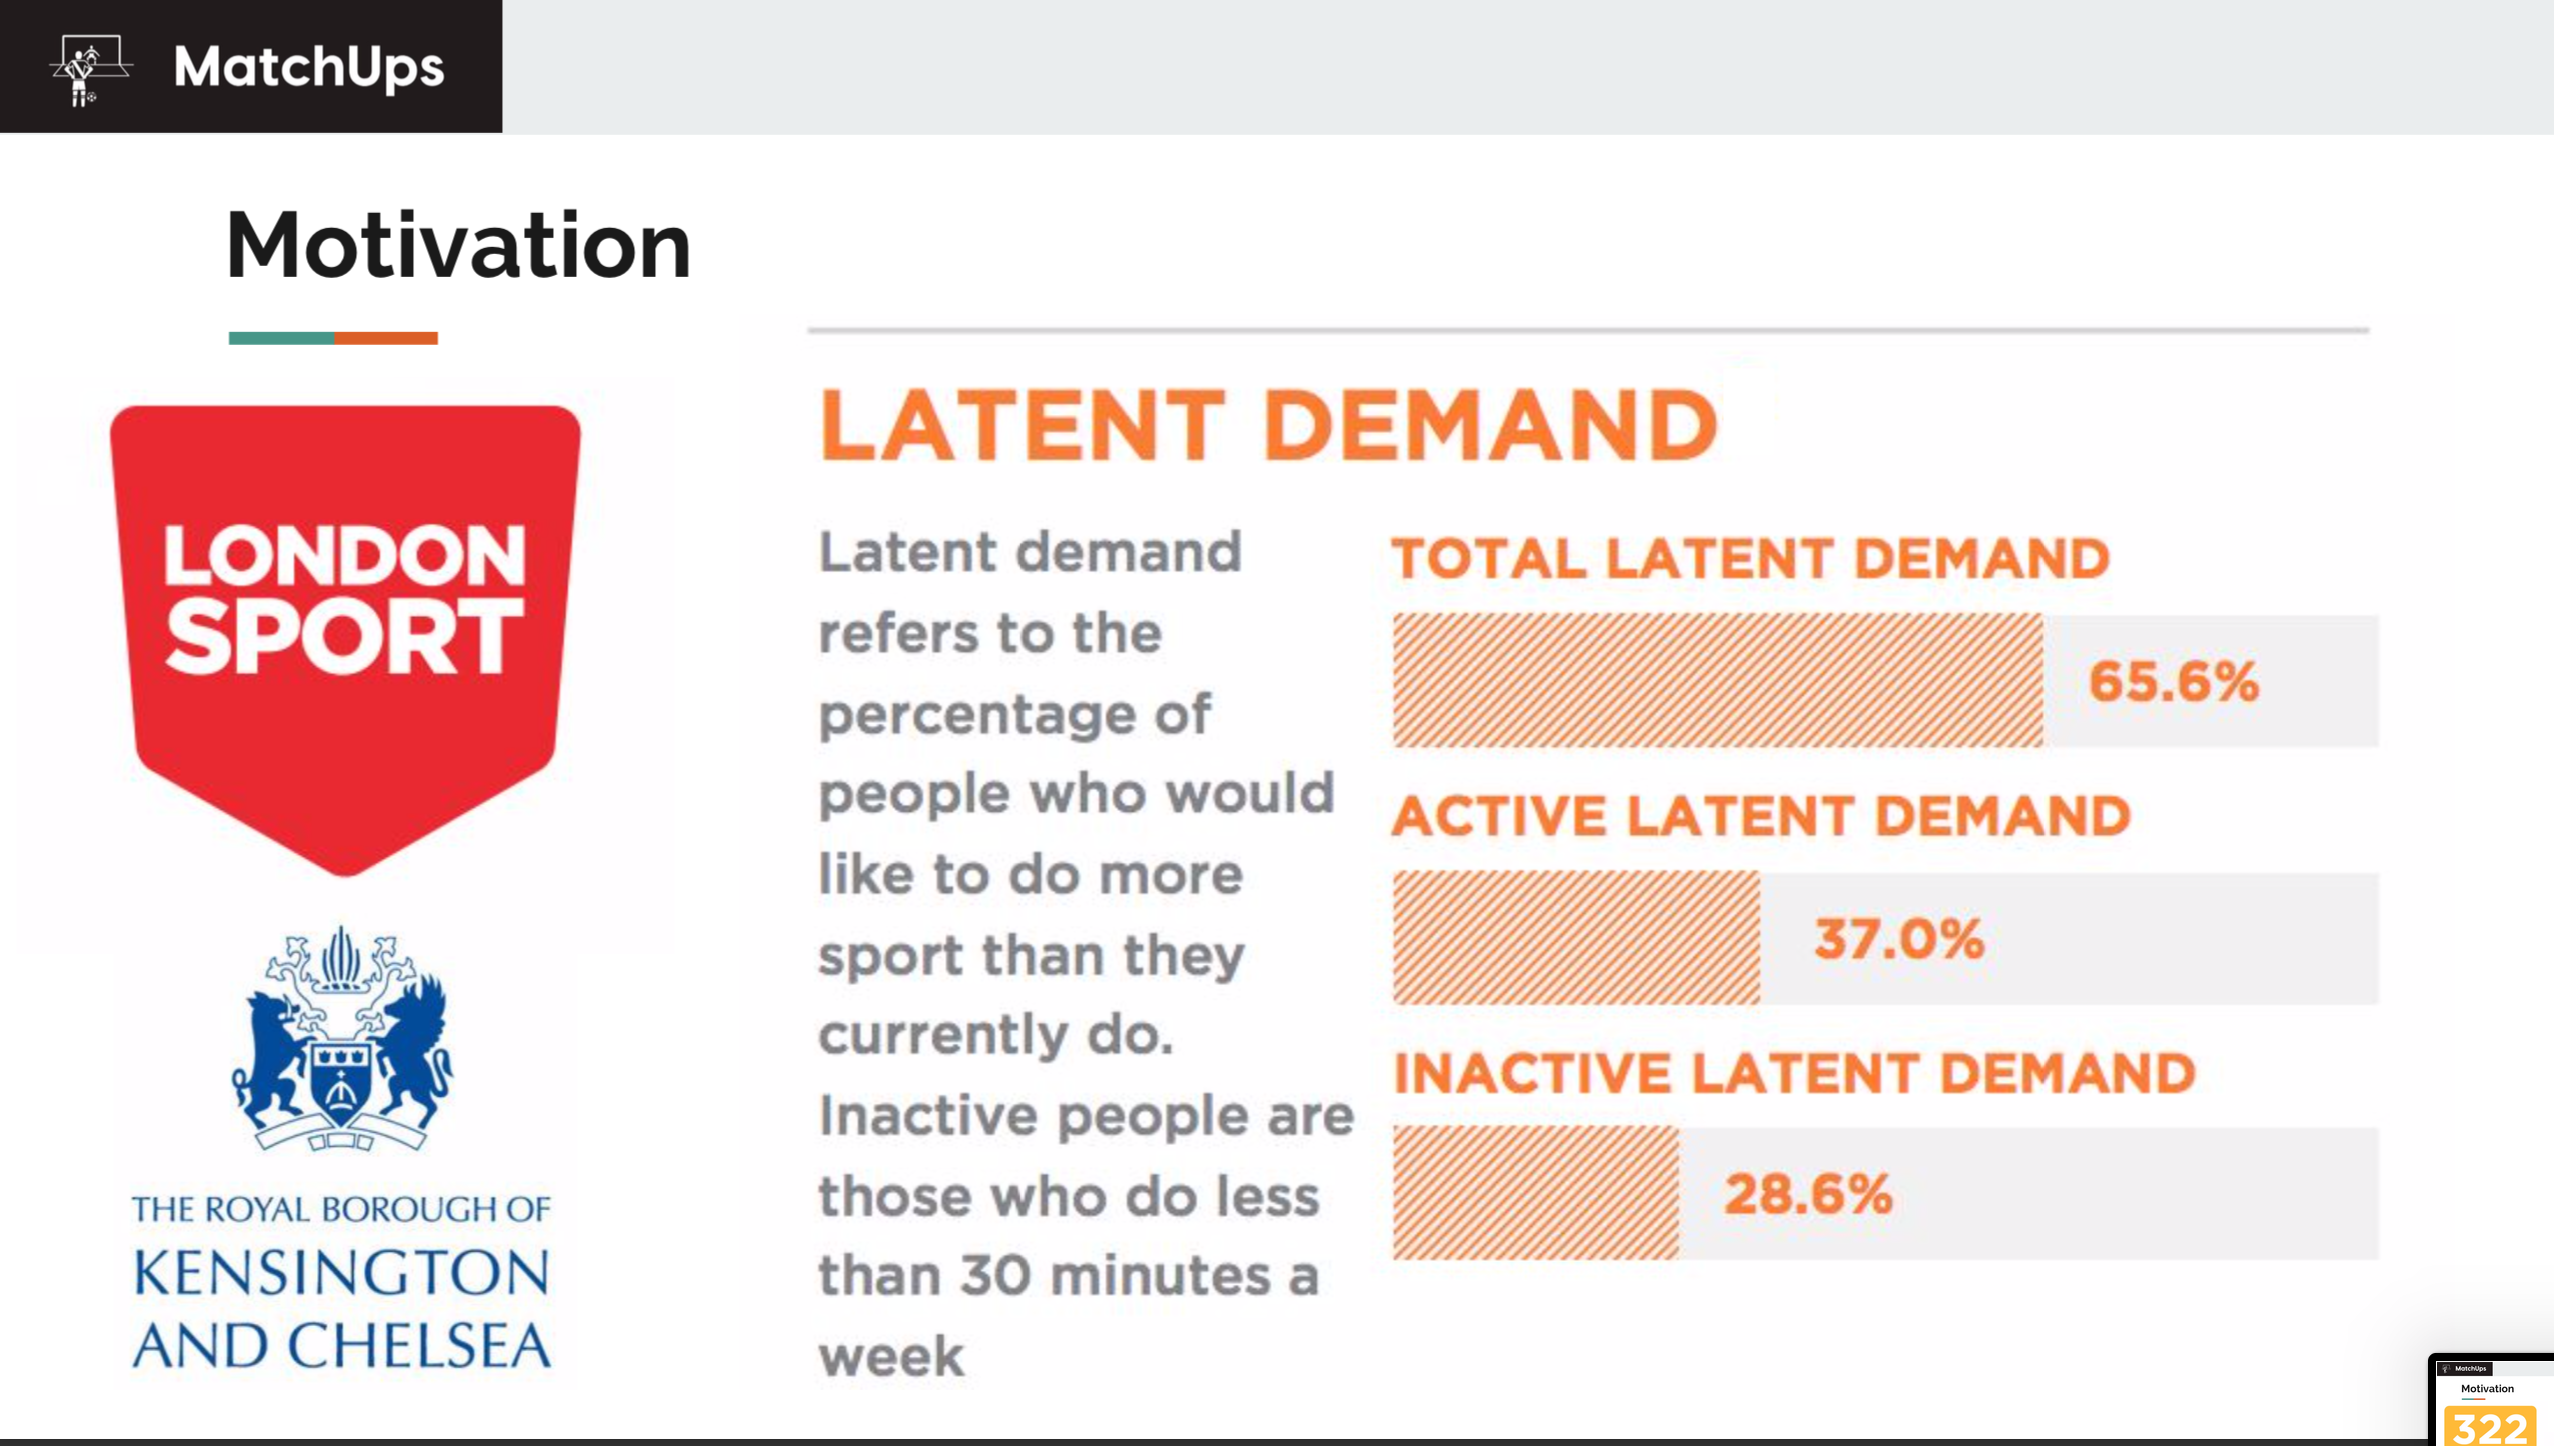 MatchUps
Motivation
LONDON
SPORT
THE ROYAL BOROUGH OF
KENSINGTON
AND CHELSEA
LATENT DEMAND
Latent demand
refers to the
percentage of
people who would
like to do more
sport than they
currently do.
Inactive people are
those who do less
than 30 minutes a
week
TOTAL LATENT DEMAND
65.6%
ACTIVE LATENT DEMAND
37.0%
INACTIVE LATENT DEMAND
28.6%
MatchUps
Motivation
322